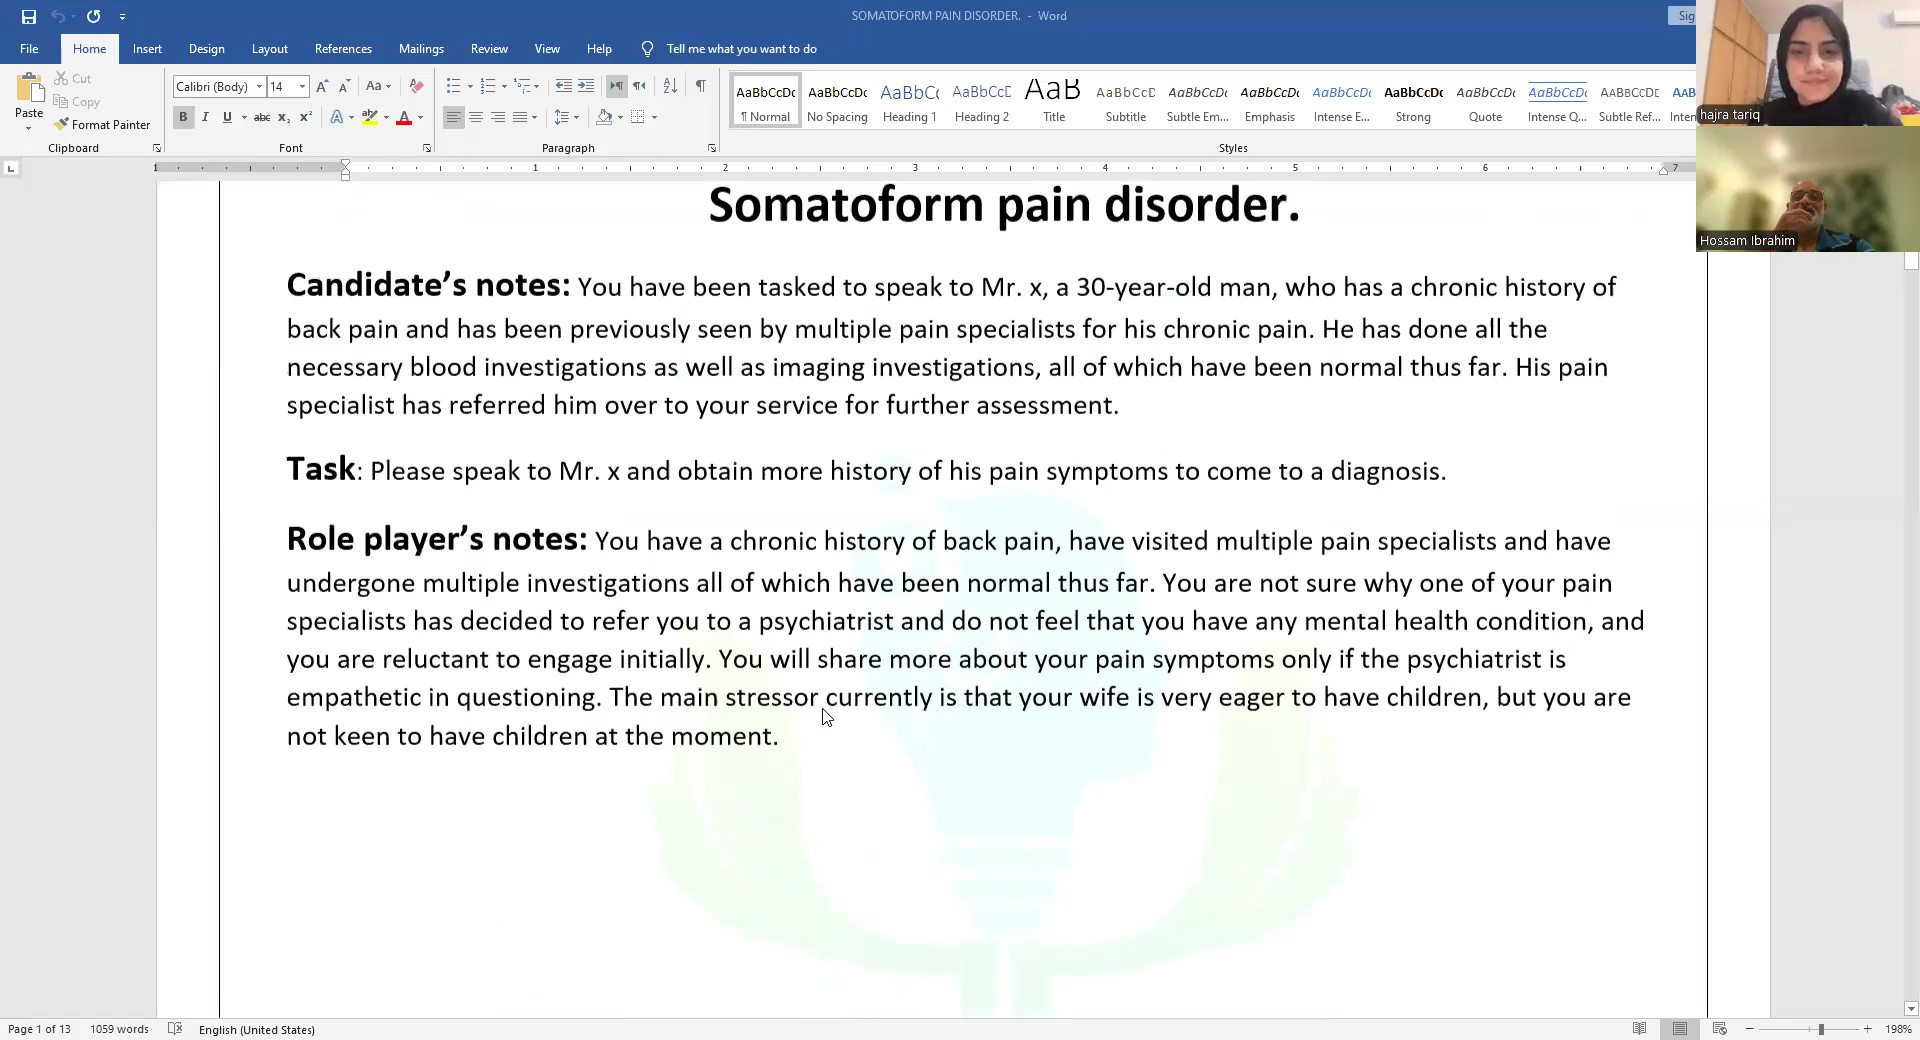 SOMATOFORM PAIN DISORDER. - Word
Sig
File Home Insert Design Layout References Mailings Review View Help Tell me what you want to do
Paste
Cut
Copy
Format Painter
Clipboard
Calibri (Body) 14
Font
Paragraph
AaBbCcDc AaBbCcDc AaBbCc AaBbCcD AaB AaBbCcD AaBbCcDc AaBbCcDc AaBbCcDc AaBbCcDc AaBbCcDc AaBbCcDc AaBbCcDc
¶ Normal No Spacing Heading 1 Heading 2 Title Subtitle Subtle Em... Emphasis Intense E... Strong Quote Intense Q... Subtle Ref... Inten
Styles
hajra tariq
Hossam Ibrahim
1 1 2 3 4 5 6 7
Somatoform pain disorder.
Candidate’s notes: You have been tasked to speak to Mr. x, a 30-year-old man, who has a chronic history of
back pain and has been previously seen by multiple pain specialists for his chronic pain. He has done all the
necessary blood investigations as well as imaging investigations, all of which have been normal thus far. His pain
specialist has referred him over to your service for further assessment.
Task: Please speak to Mr. x and obtain more history of his pain symptoms to come to a diagnosis.
Role player’s notes: You have a chronic history of back pain, have visited multiple pain specialists and have
undergone multiple investigations all of which have been normal thus far. You are not sure why one of your pain
specialists has decided to refer you to a psychiatrist and do not feel that you have any mental health condition, and
you are reluctant to engage initially. You will share more about your pain symptoms only if the psychiatrist is
empathetic in questioning. The main stressor currently is that your wife is very eager to have children, but you are
not keen to have children at the moment.
Page 1 of 13 1059 words English (United States) 198%